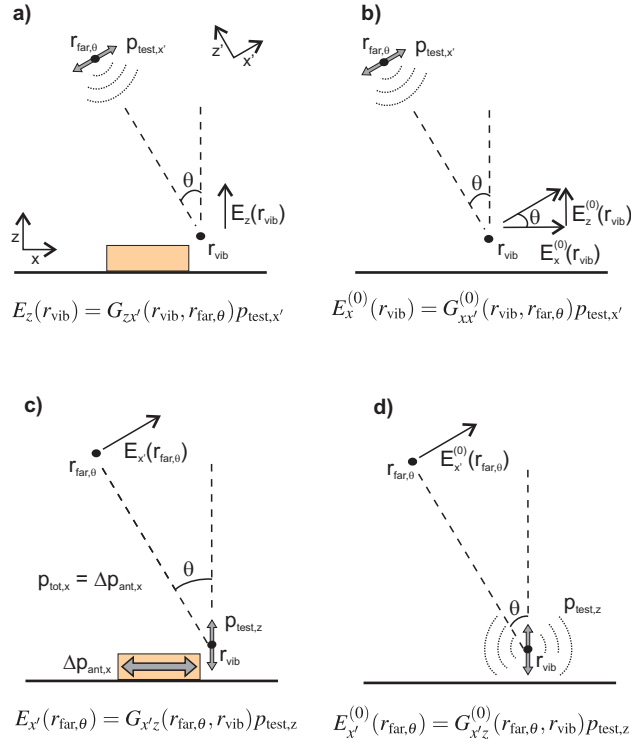 a)
r_far,θ p_test,x'
z' x'
θ
E_z(r_vib)
z
x
r_vib
E_z(r_vib) = G_zx'(r_vib, r_far,θ)p_test,x'
b)
r_far,θ p_test,x'
θ
E_z^(0)(r_vib)
θ
r_vib E_x^(0)(r_vib)
E_x^(0)(r_vib) = G_xx'^(0)(r_vib, r_far,θ)p_test,x'
c)
E_x'(r_far,θ)
r_far,θ
θ
p_tot,x = Δp_ant,x
p_test,z
Δp_ant,x
r_vib
E_x'(r_far,θ) = G_x'z(r_far,θ, r_vib)p_test,z
d)
E_x'^(0)(r_far,θ)
r_far,θ
θ
p_test,z
r_vib
E_x'^(0)(r_far,θ) = G_x'z^(0)(r_far,θ, r_vib)p_test,z